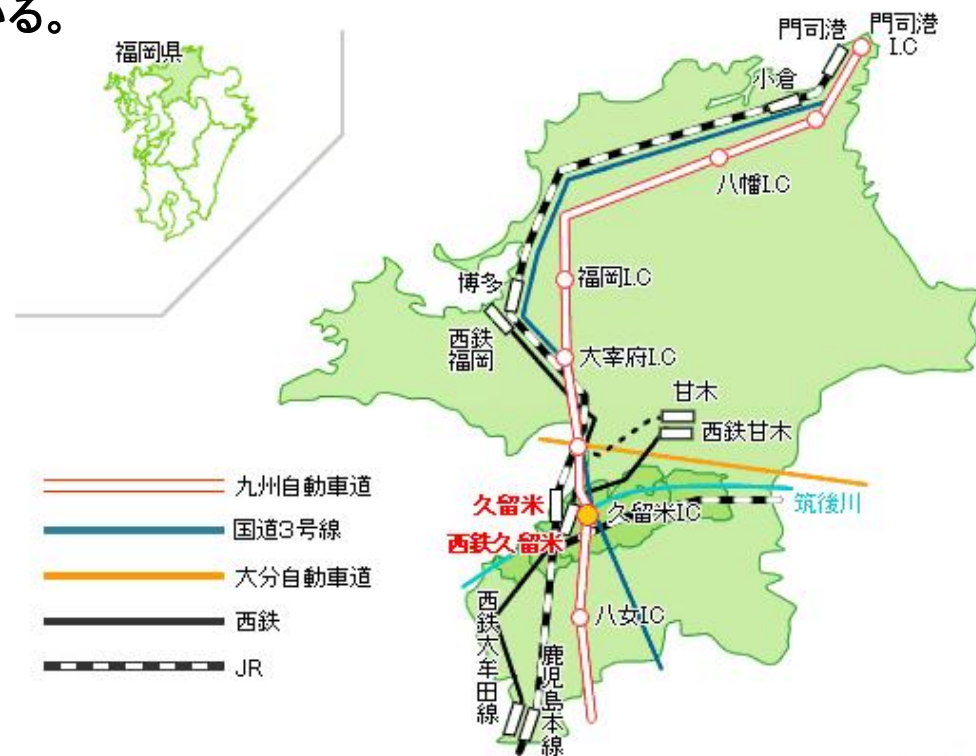 いる。
福岡県
門司港
門司港
I.C
小倉
八幡I.C
博多
福岡I.C
西鉄
福岡
大宰府I.C
甘木
西鉄甘木
九州自動車道
久留米
久留米IC
筑後川
国道3号線
西鉄久留米
大分自動車道
西鉄
八女IC
JR
西鉄大牟田線
鹿児島本線